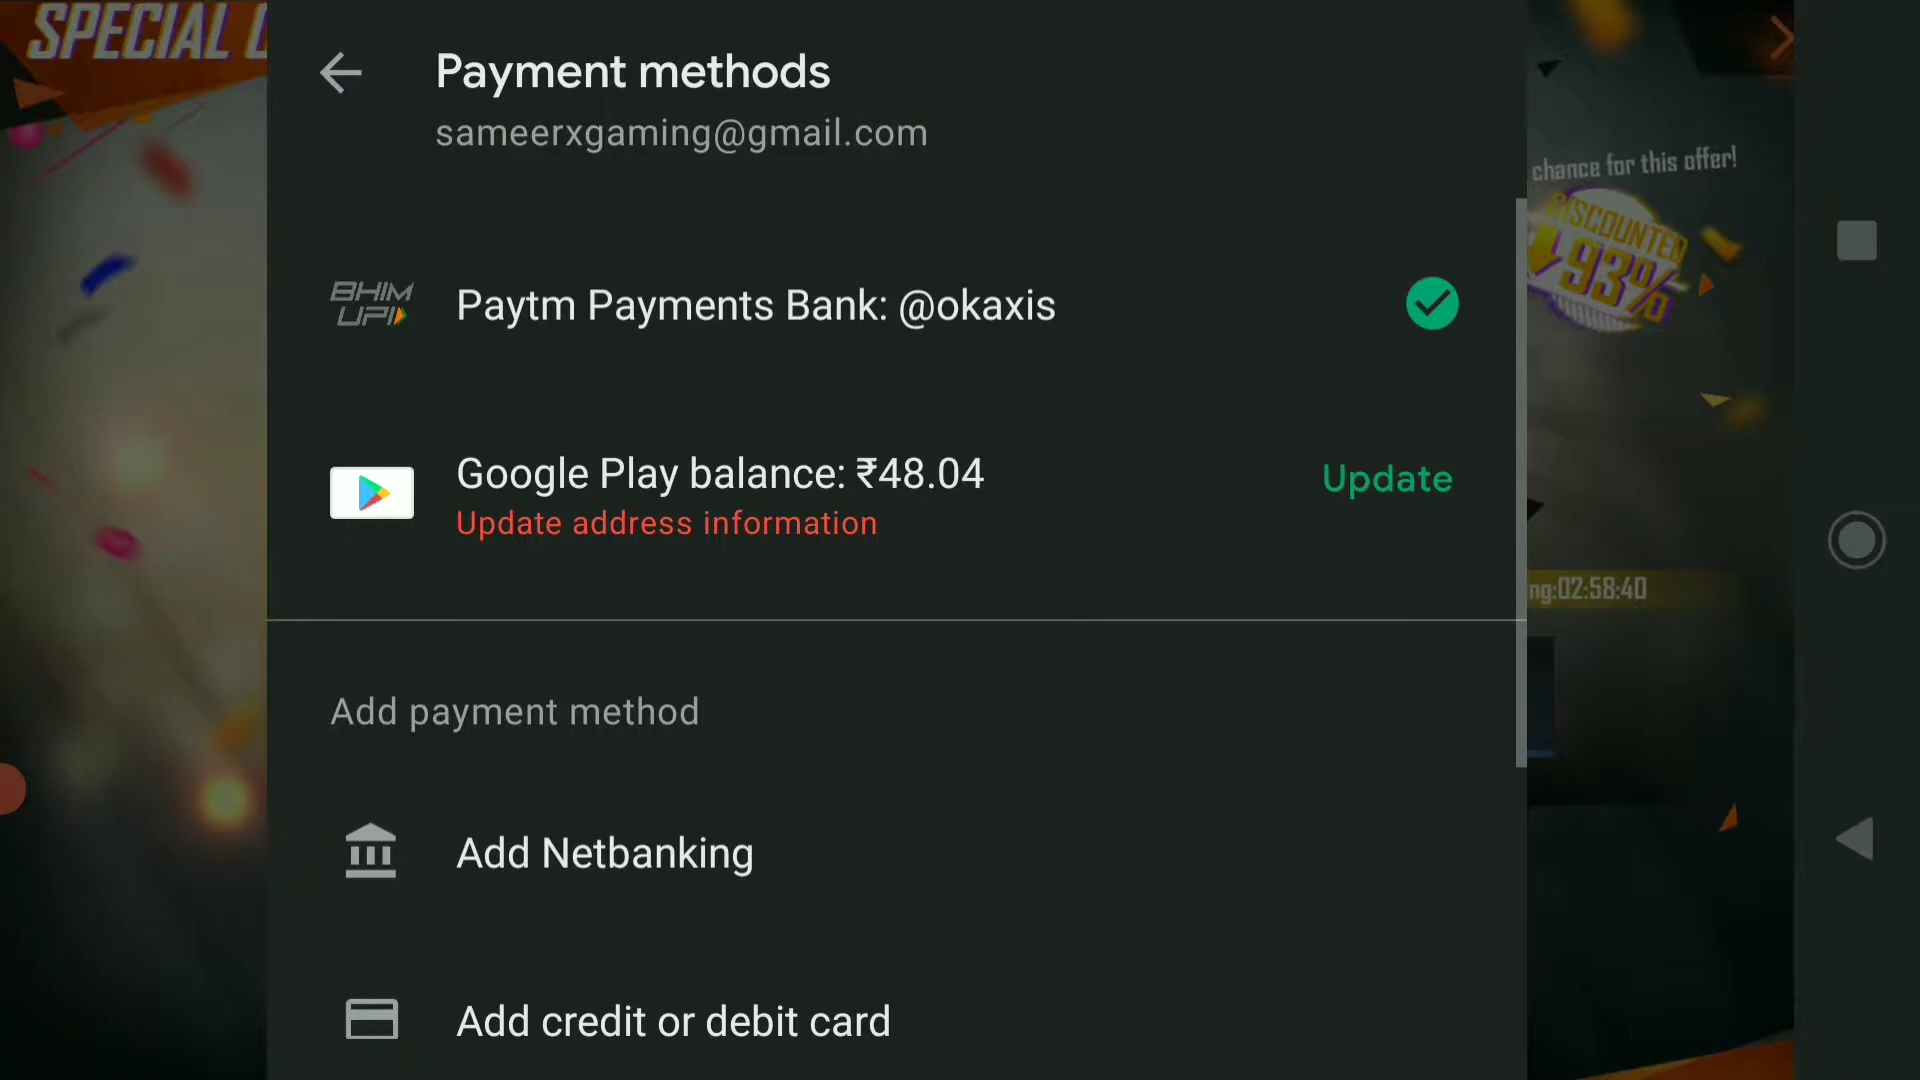 SPECIAL
Payment methods
sameerxgaming@gmail.com
chance for this offer!
DISCOUNTED
93%
BHIM
UPI
Paytm Payments Bank: @okaxis
Google Play balance: ₹48.04
Update
Update address information
ng:02:58:40
Add payment method
Add Netbanking
Add credit or debit card